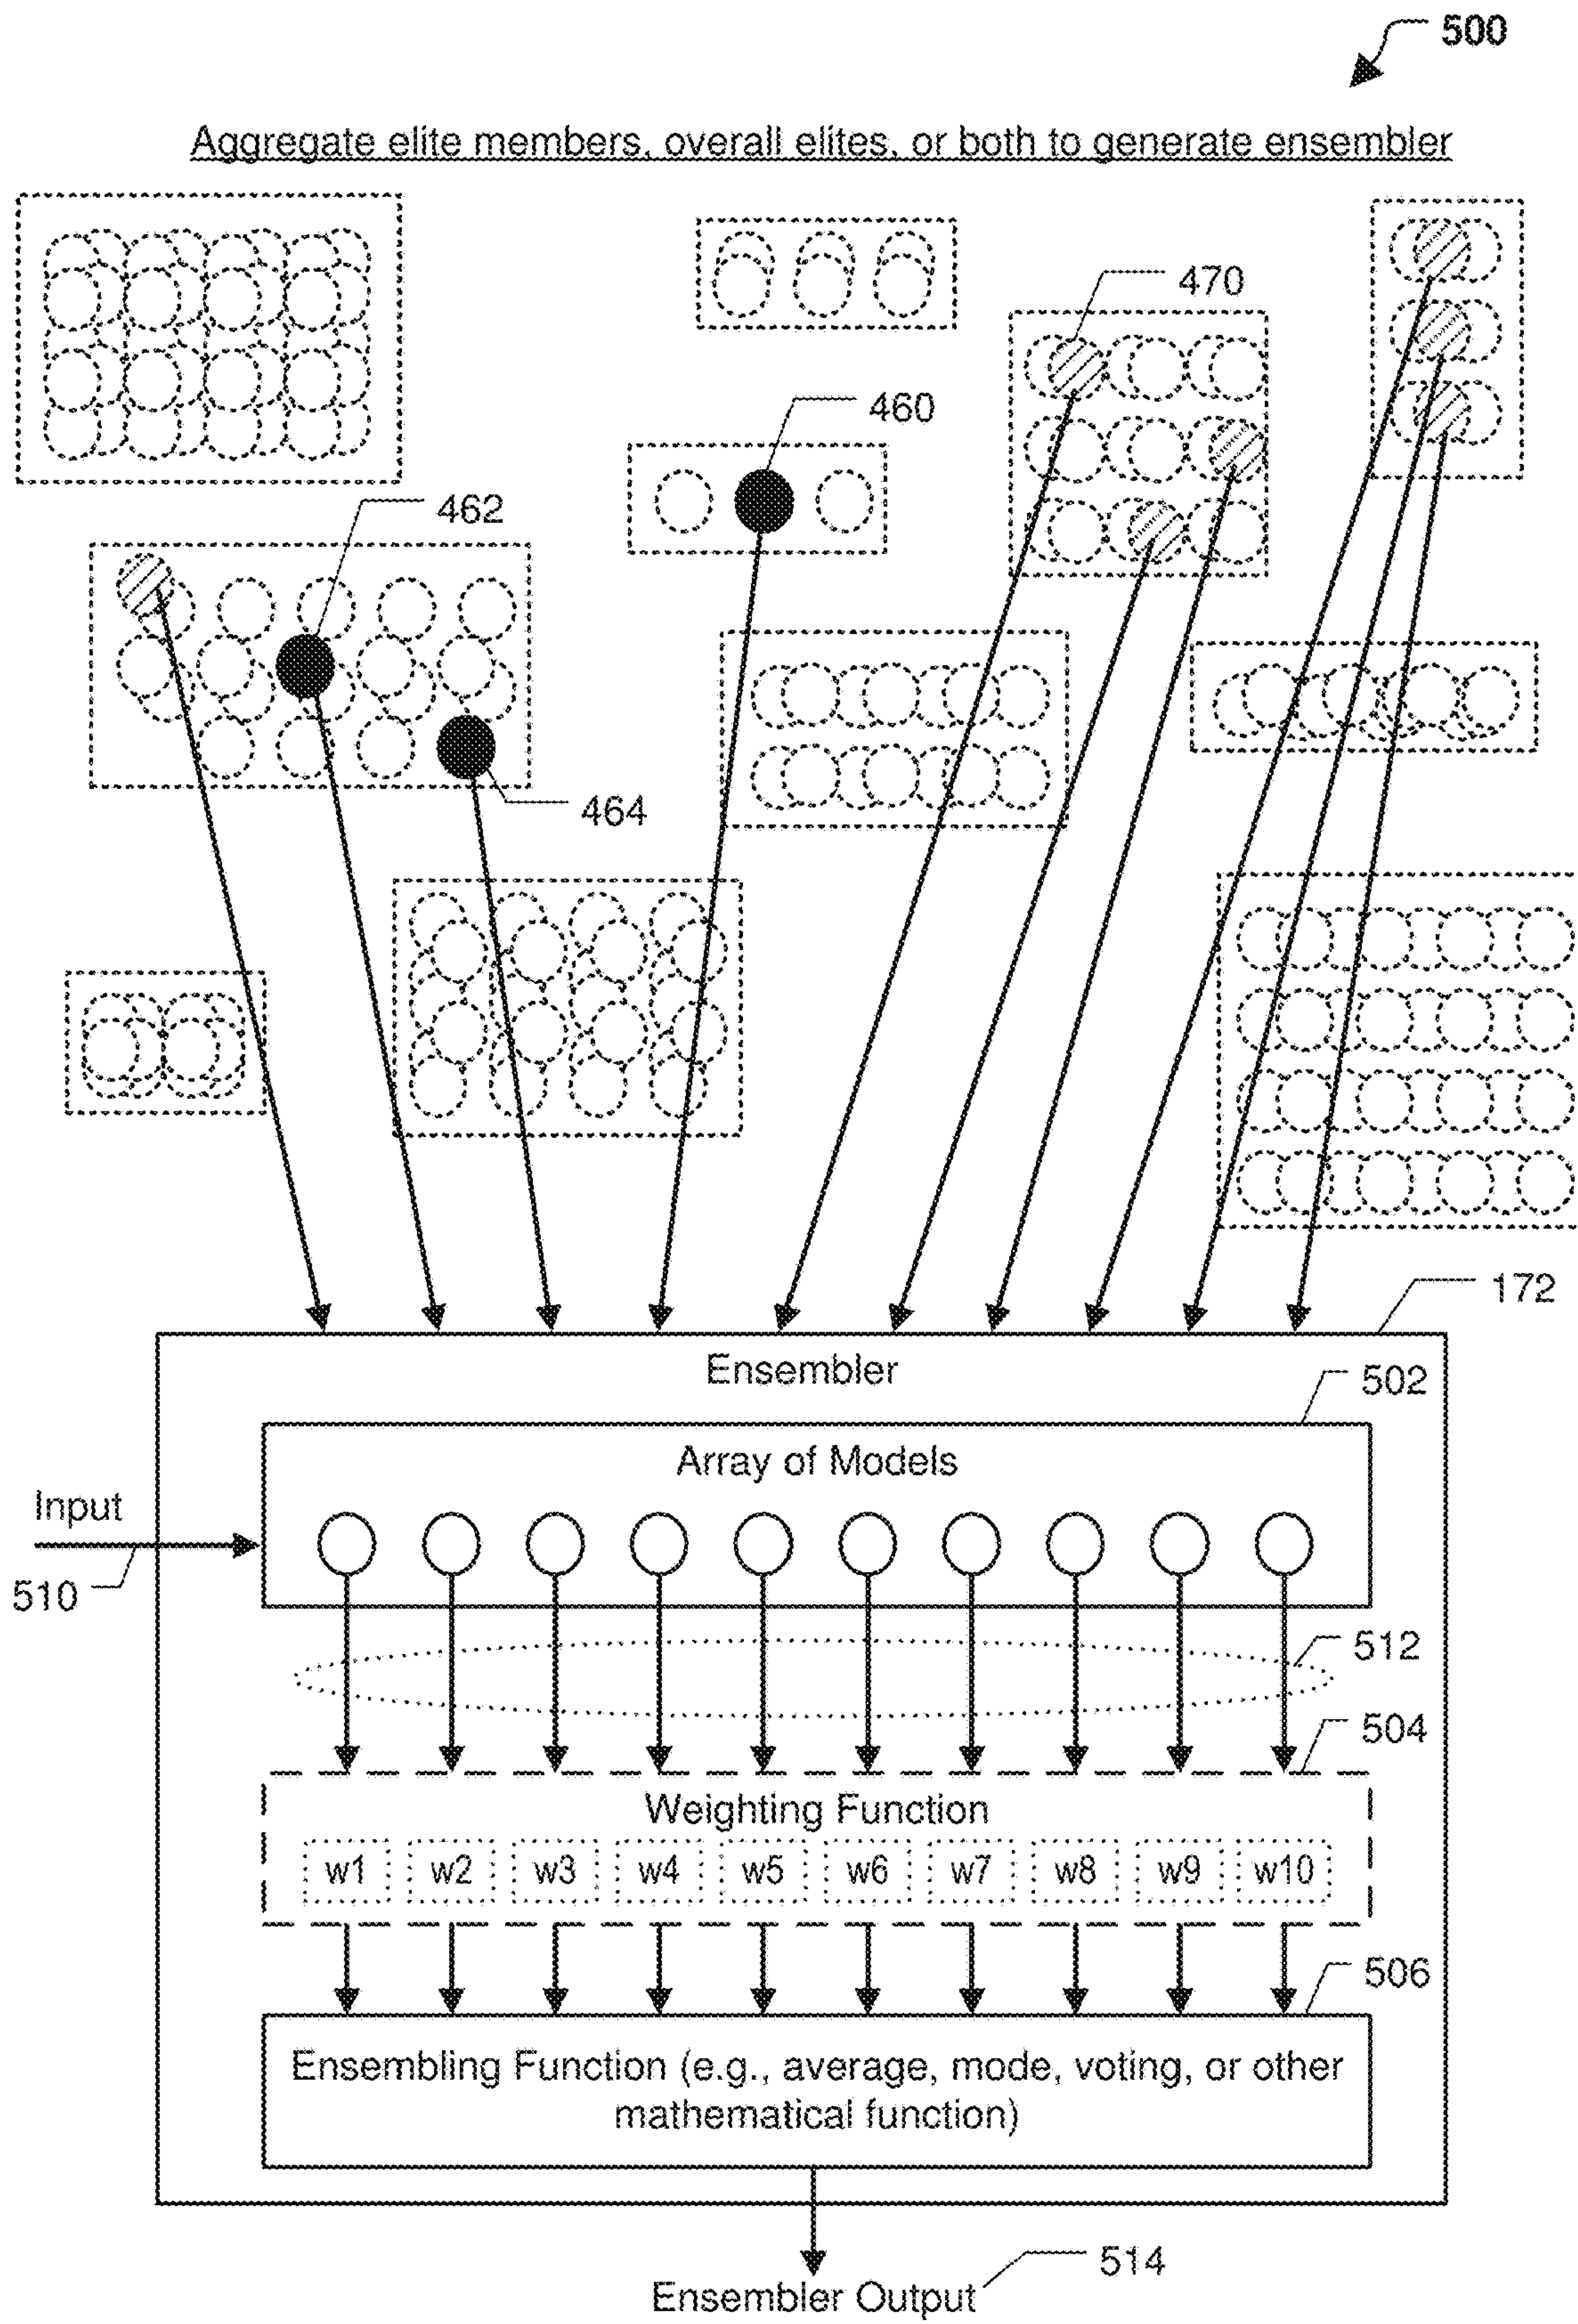 500
Aggregate elite members, overall elites, or both to generate ensembler
470
460
462
464
172
Ensembler
502
Array of Models
Input
510
512
504
Weighting Function
w1 w2 w3 w4 w5 w6 w7 w8 w9 w10
506
Ensembling Function (e.g., average, mode, voting, or other
mathematical function)
514
Ensembler Output